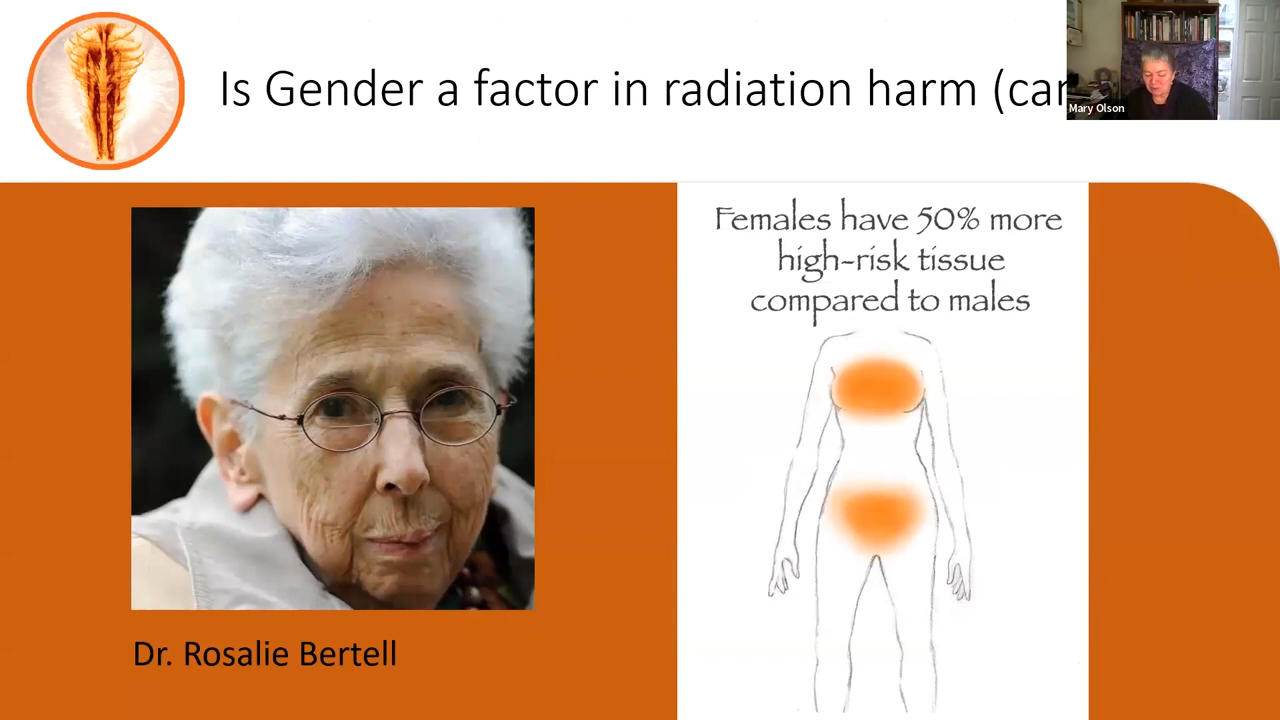 Is Gender a factor in radiation harm (can
Mary Olson
Females have 50% more
high-risk tissue
compared to males
Dr. Rosalie Bertell